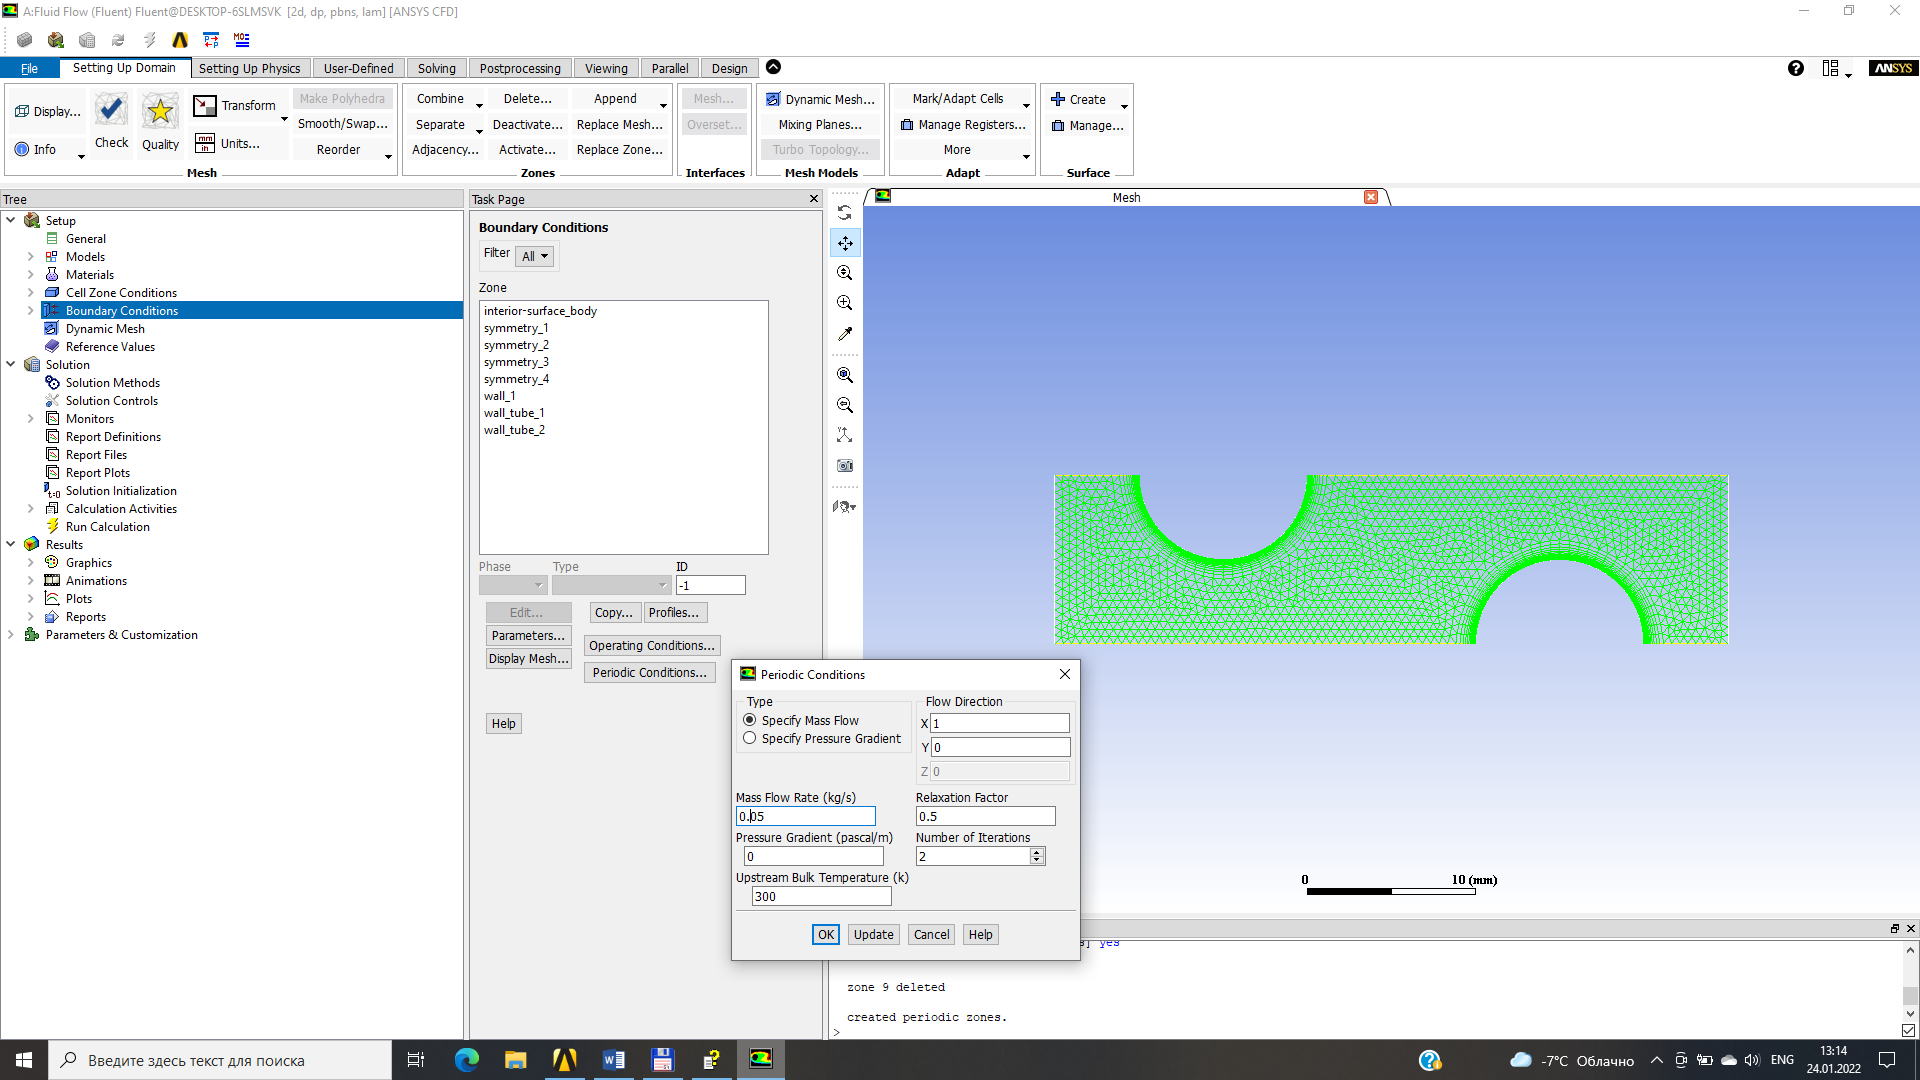 A:Fluid Flow (Fluent) Fluent@DESKTOP-6SLMSVK [2d, dp, pbns, lam] [ANSYS CFD]
File
Setting Up Domain
Setting Up Physics
User-Defined
Solving
Postprocessing
Viewing
Parallel
Design
ANSYS
Display...
Info
Check
Quality
Transform
Units...
Make Polyhedra
Smooth/Swap...
Reorder
Mesh
Combine
Separate
Adjacency...
Delete...
Deactivate...
Activate...
Append
Replace Mesh...
Replace Zone...
Zones
Mesh...
Overset...
Interfaces
Dynamic Mesh...
Mixing Planes...
Turbo Topology...
Mesh Models
Mark/Adapt Cells
Manage Registers...
More
Adapt
Create
Manage...
Surface
Tree
Setup
General
Models
Materials
Cell Zone Conditions
Boundary Conditions
Dynamic Mesh
Reference Values
Solution
Solution Methods
Solution Controls
Monitors
Report Definitions
Report Files
Report Plots
Solution Initialization
Calculation Activities
Run Calculation
Results
Graphics
Animations
Plots
Reports
Parameters & Customization
Task Page
Boundary Conditions
Filter All
Zone
interior-surface_body
symmetry_1
symmetry_2
symmetry_3
symmetry_4
wall_1
wall_tube_1
wall_tube_2
Phase Type ID
-1
Edit... Copy... Profiles...
Parameters... Operating Conditions...
Display Mesh... Periodic Conditions...
Help
Mesh
0 10 (mm)
Periodic Conditions
Type
Specify Mass Flow
Specify Pressure Gradient
Flow Direction
X 1
Y 0
Z 0
Mass Flow Rate (kg/s)
0.05
Relaxation Factor
0.5
Pressure Gradient (pascal/m)
0
Number of Iterations
2
Upstream Bulk Temperature (k)
300
OK Update Cancel Help
] yes
zone 9 deleted
created periodic zones.
>
Введите здесь текст для поиска
-7°C Облачно
ENG
13:14
24.01.2022